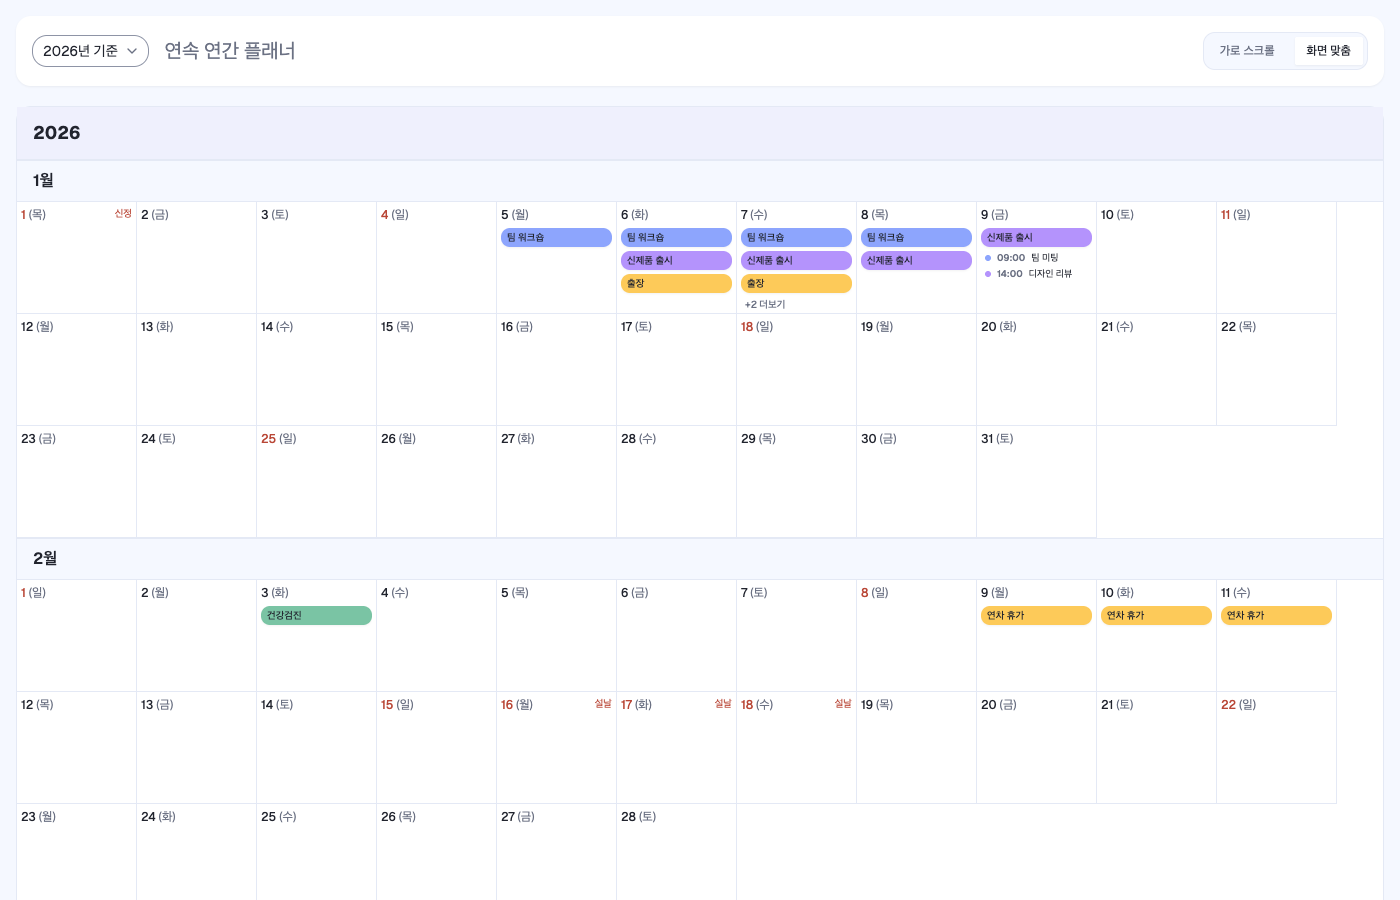 2026년 기준
연속 연간 플래너
가로 스크롤
화면 맞춤
2026
1월
1 (목) 신정
2 (금)
3 (토)
4 (일)
5 (월)
팀 워크숍
6 (화)
팀 워크숍
신제품 출시
출장
7 (수)
팀 워크숍
신제품 출시
출장
+2 더보기
8 (목)
팀 워크숍
신제품 출시
9 (금)
신제품 출시
09:00 팀 미팅
14:00 디자인 리뷰
10 (토)
11 (일)
12 (월)
13 (화)
14 (수)
15 (목)
16 (금)
17 (토)
18 (일)
19 (월)
20 (화)
21 (수)
22 (목)
23 (금)
24 (토)
25 (일)
26 (월)
27 (화)
28 (수)
29 (목)
30 (금)
31 (토)
2월
1 (일)
2 (월)
3 (화)
건강검진
4 (수)
5 (목)
6 (금)
7 (토)
8 (일)
9 (월)
연차 휴가
10 (화)
연차 휴가
11 (수)
연차 휴가
12 (목)
13 (금)
14 (토)
15 (일)
16 (월) 설날
17 (화) 설날
18 (수) 설날
19 (목)
20 (금)
21 (토)
22 (일)
23 (월)
24 (화)
25 (수)
26 (목)
27 (금)
28 (토)